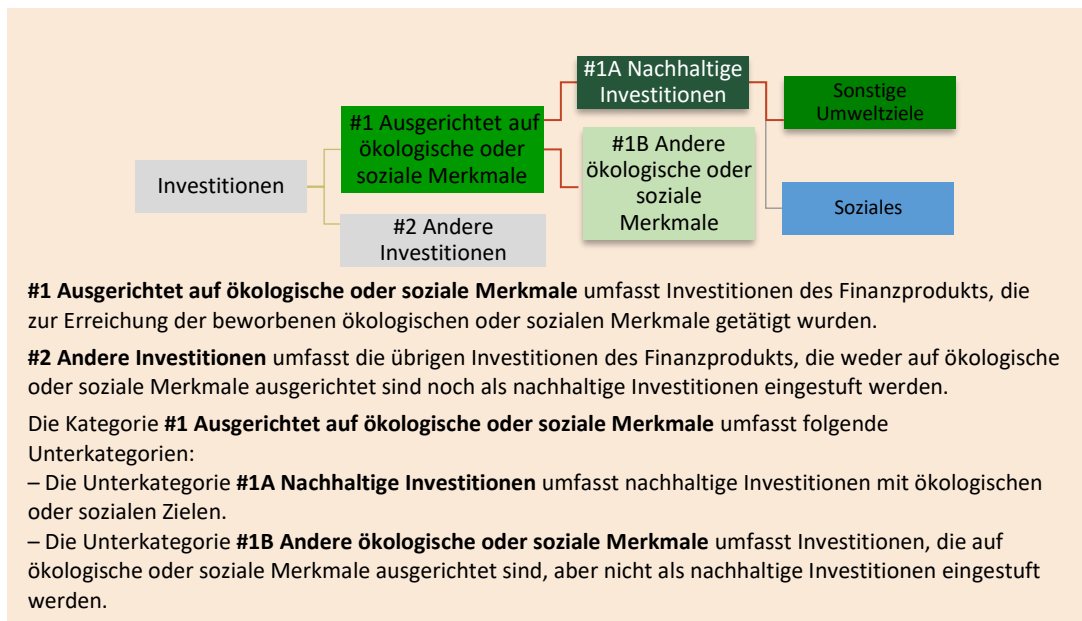 #1A Nachhaltige
Investitionen
Sonstige
Umweltziele
#1 Ausgerichtet auf
ökologische oder
soziale Merkmale
#1B Andere
ökologische oder
soziale
Merkmale
Investitionen
Soziales
#2 Andere
Investitionen
#1 Ausgerichtet auf ökologische oder soziale Merkmale umfasst Investitionen des Finanzprodukts, die
zur Erreichung der beworbenen ökologischen oder sozialen Merkmale getätigt wurden.
#2 Andere Investitionen umfasst die übrigen Investitionen des Finanzprodukts, die weder auf ökologische
oder soziale Merkmale ausgerichtet sind noch als nachhaltige Investitionen eingestuft werden.
Die Kategorie #1 Ausgerichtet auf ökologische oder soziale Merkmale umfasst folgende
Unterkategorien:
– Die Unterkategorie #1A Nachhaltige Investitionen umfasst nachhaltige Investitionen mit ökologischen
oder sozialen Zielen.
– Die Unterkategorie #1B Andere ökologische oder soziale Merkmale umfasst Investitionen, die auf
ökologische oder soziale Merkmale ausgerichtet sind, aber nicht als nachhaltige Investitionen eingestuft
werden.